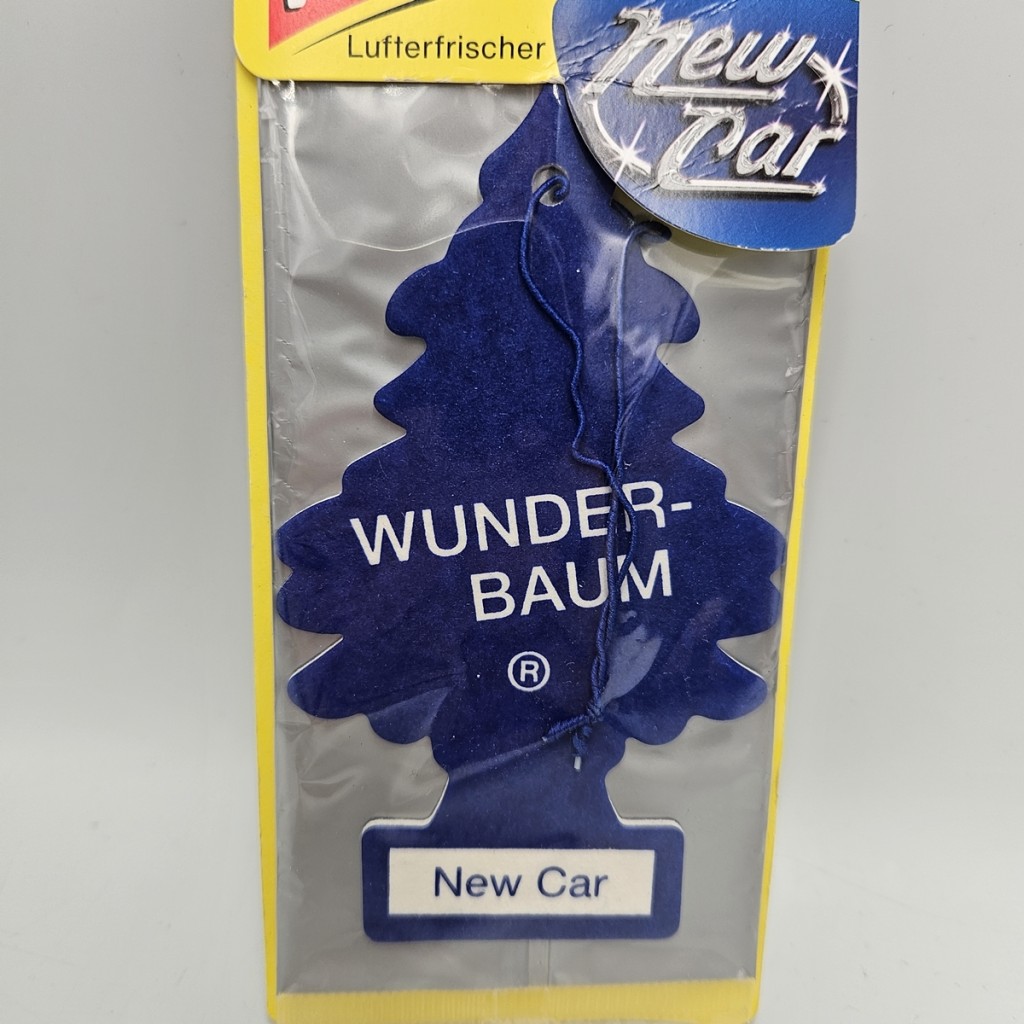 Lufterfrischer
New
Car
WUNDER-
BAUM
®
New Car